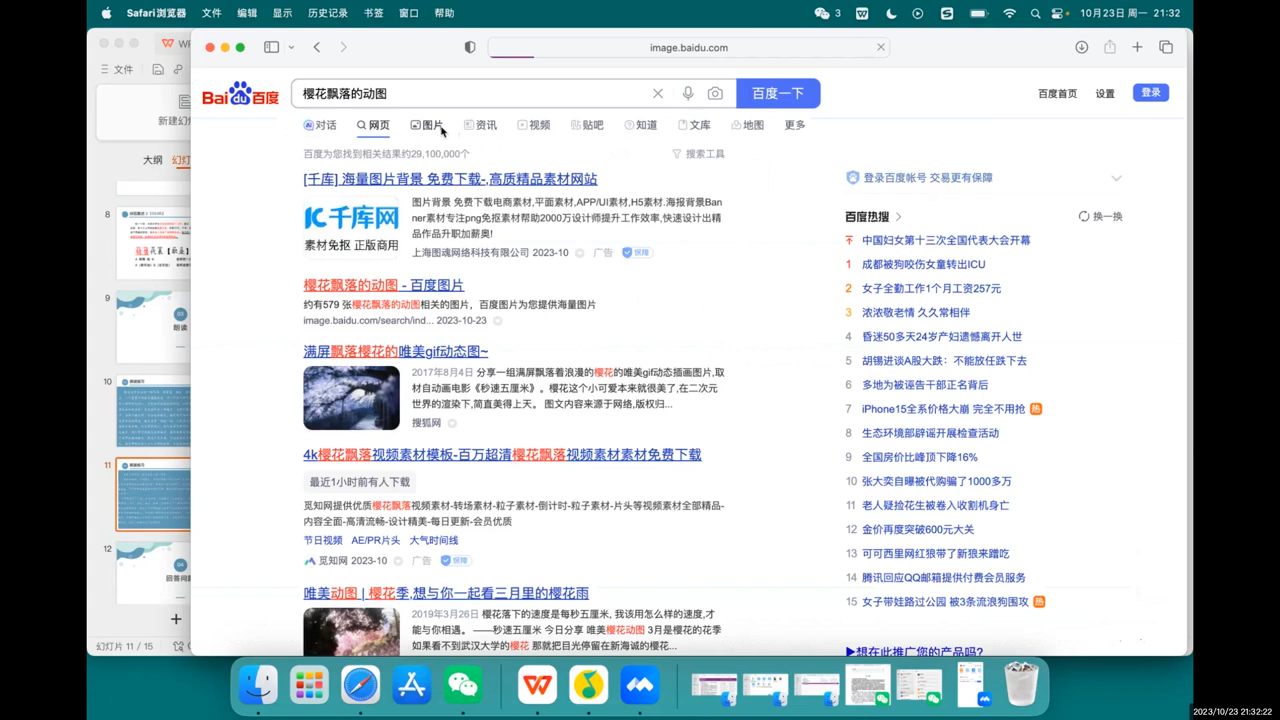 Safari浏览器 文件 编辑 显示 历史记录 书签 窗口 帮助 3 10月23日 周一 21:32
image.baidu.com
文件
新建幻
大纲 幻灯
8
9
朗读
10
11
12
回答问
幻灯片 11 / 15
Bai 百度
樱花飘落的动图
百度一下
百度首页 设置 登录
对话 网页 图片 资讯 视频 贴吧 知道 文库 地图 更多
百度为您找到相关结果约29,100,000个 搜索工具
[千库] 海量图片背景 免费下载-,高质精品素材网站
IC千库网
素材免抠 正版商用
图片背景 免费下载电商素材,平面素材,APP/UI素材,H5素材.海报背景Ban
ner素材专注png免抠素材帮助2000万设计师提升工作效率,快速设计出精
品作品升职加薪奥!
上海图魂网络科技有限公司 2023-10 广告 保障
樱花飘落的动图 - 百度图片
约有579 张樱花飘落的动图相关的图片，百度图片为您提供海量图片
image.baidu.com/search/ind... 2023-10-23
满屏飘落樱花的唯美gif动态图~
2017年8月4日 分享一组满屏飘落着浪漫的樱花的唯美gif动态插画图,取
材自动画电影《秒速五厘米》。樱花这个小可爱本来就很美了,在二次元
世界的渲染下,简直美得上天。 图文内容来源于网络,版权归...
搜狐网
4k樱花飘落视频素材模板-百万超清樱花飘落视频素材素材免费下载
最近1小时前有人下载
觅知网提供优质樱花飘落视频素材-转场素材-粒子素材-倒计时-粒子素材-片头等视频素材全部精品-
内容全面-高清流畅-设计精美-每日更新-会员优质
节日视频 AE/PR片头 大气时间线
觅知网 2023-10 广告 保障
唯美动图 | 樱花季,想与你一起看三月里的樱花雨
2019年3月26日 樱花落下的速度是每秒五厘米, 我该用怎么样的速度,才
能与你相遇。 ——秒速五厘米 今日分享 唯美樱花动图 3月是樱花的花季
如果看不到武汉大学的樱花 那就把目光停留在新海诚的樱花...
登录百度帐号 交易更有保障
百度热搜 换一换
中国妇女第十三次全国代表大会开幕
1 成都被狗咬伤女童转出ICU
2 女子全勤工作1个月工资257元
3 浓浓敬老情 久久常相伴
4 昏迷50多天24岁产妇遗憾离开人世
5 胡锡进谈A股大跌：不能放任跌下去
6 多地为被诬告干部正名背后
7 iPhone15全系价格大崩 完全不用抢 热
8 生态环境部辟谣开展检查活动
9 全国房价比峰顶下降16%
10 张大奕自曝被代购骗了1000多万
11 老人疑捡花生被卷入收割机身亡
12 金价再度突破600元大关
13 可可西里网红狼带了新狼来蹭吃
14 腾讯回应QQ邮箱提供付费会员服务
15 女子带娃路过公园 被3条流浪狗围攻 热
▶想在此推广您的产品吗?
2023/10/23 21:32:22